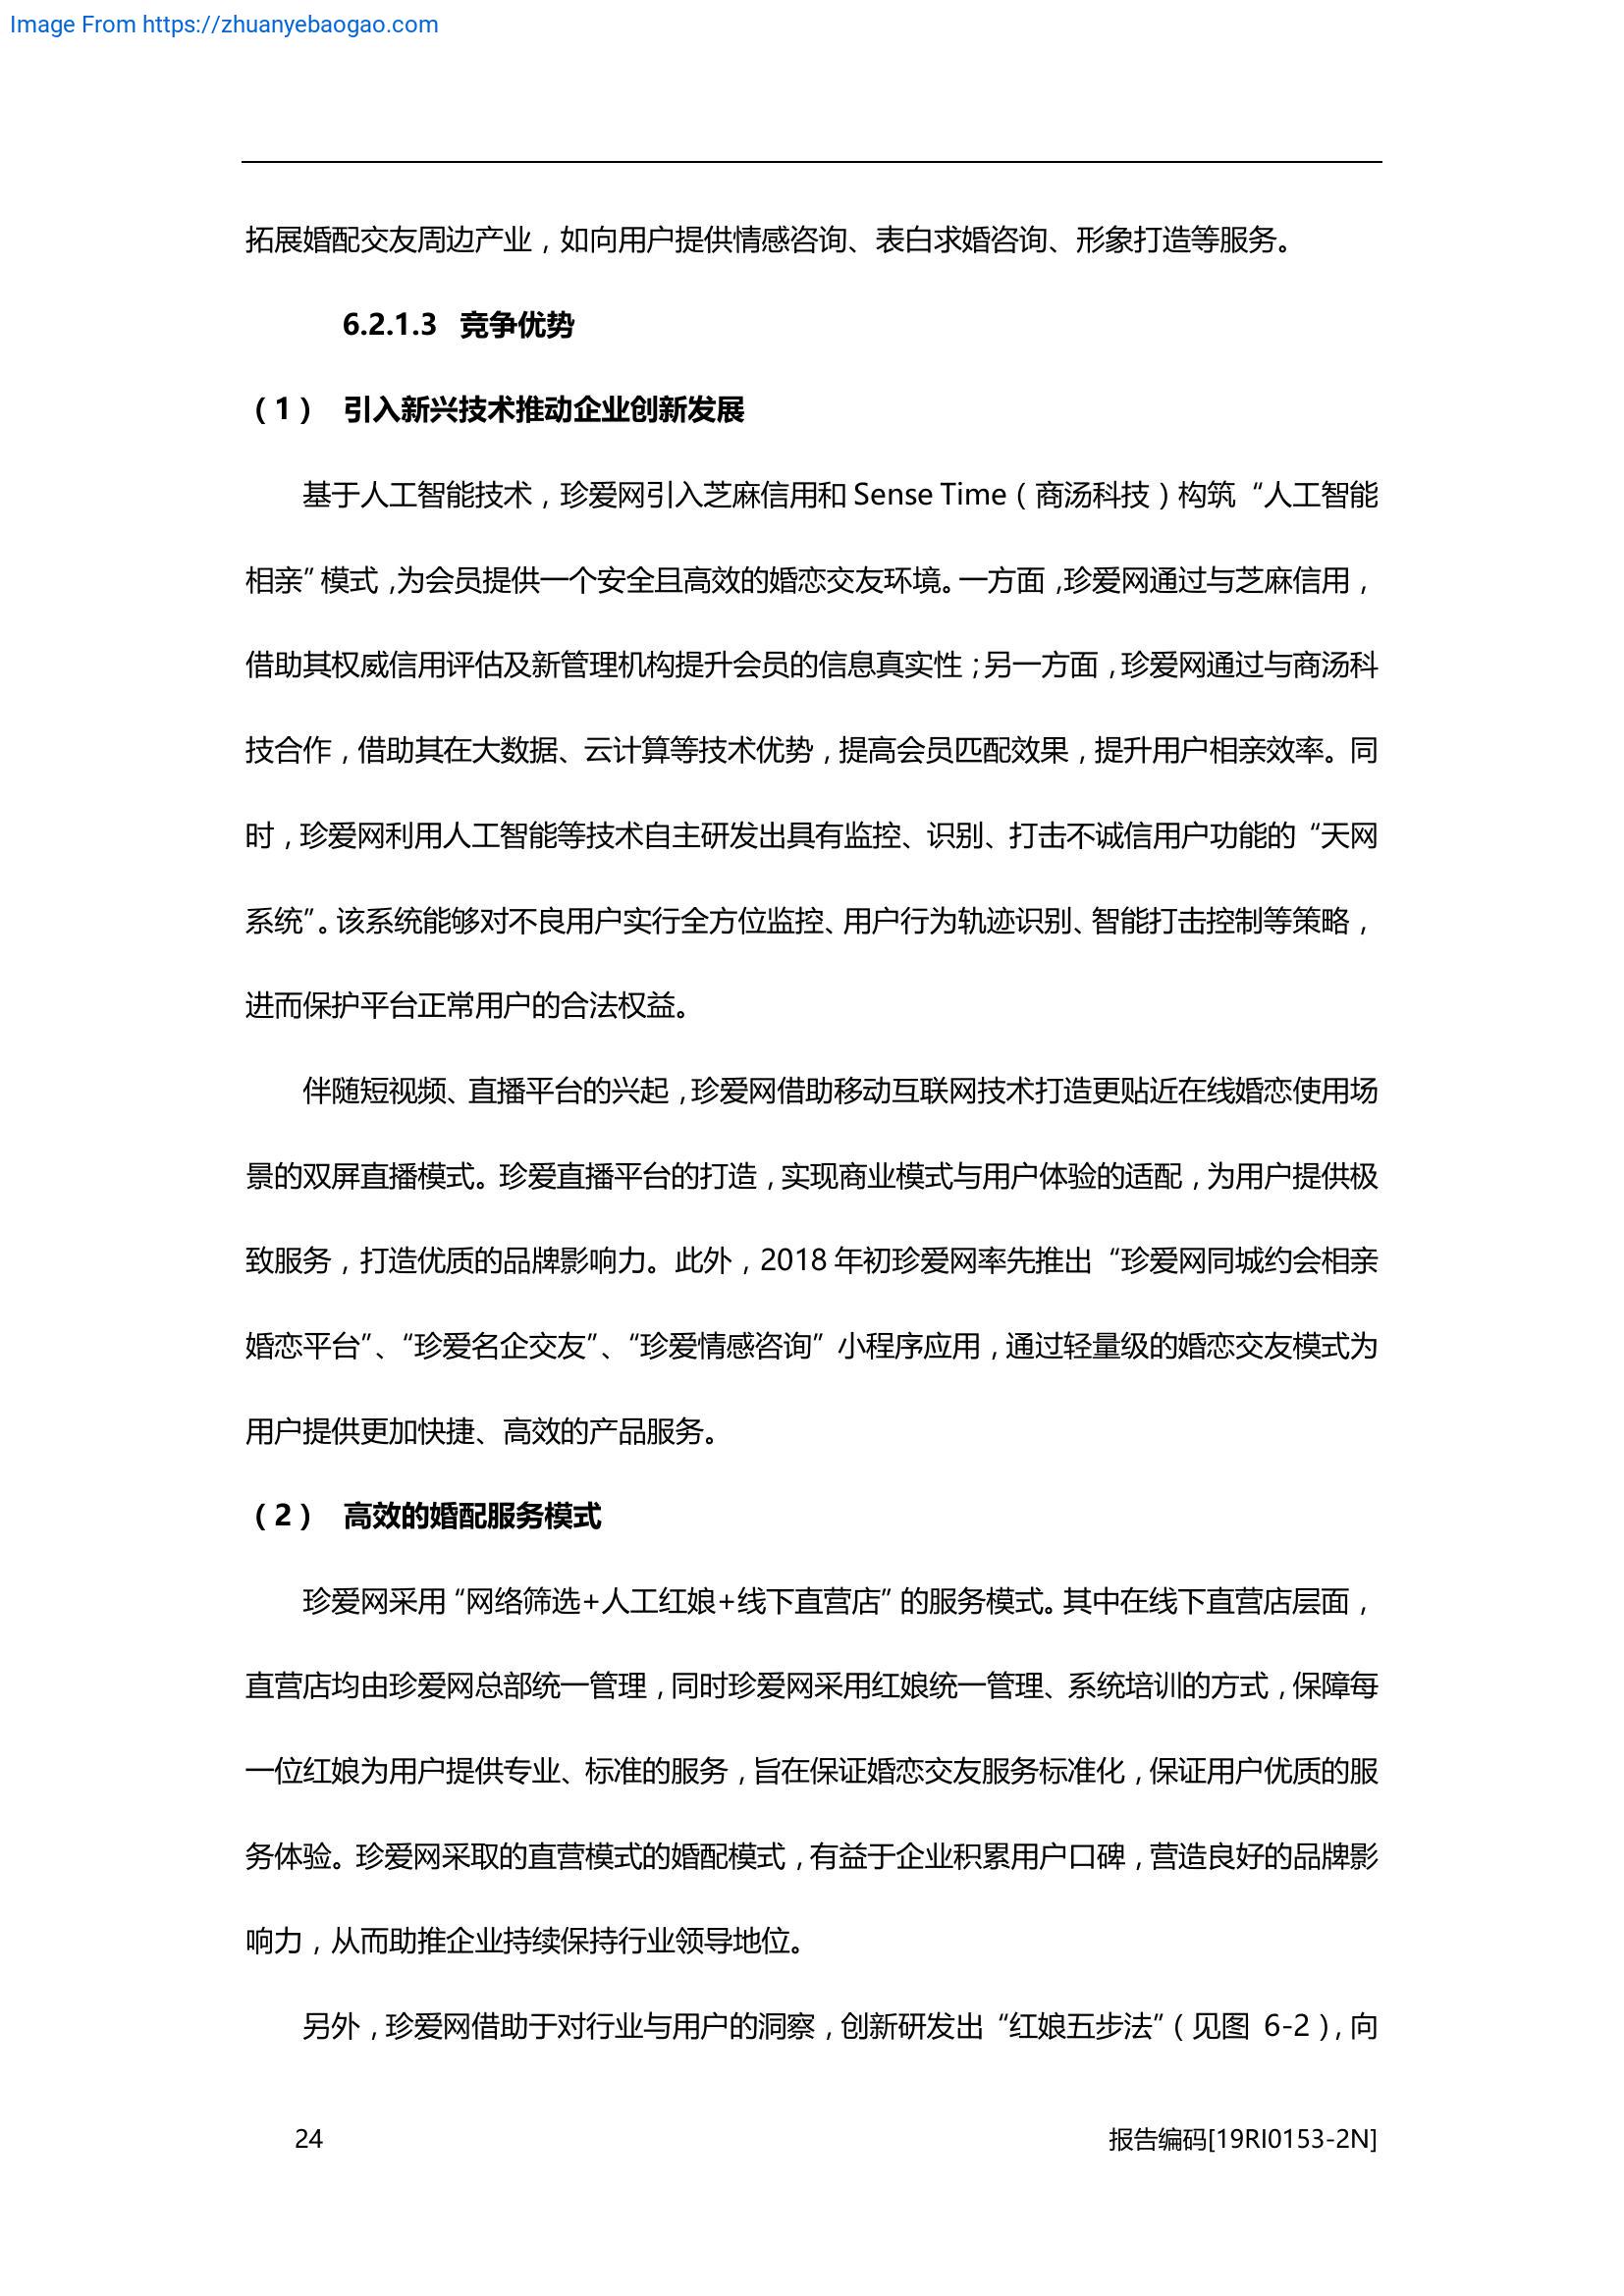 Image From https://zhuanyebaogao.com
拓展婚配交友周边产业，如向用户提供情感咨询、表白求婚咨询、形象打造等服务。
6.2.1.3 竞争优势
（1） 引入新兴技术推动企业创新发展
基于人工智能技术，珍爱网引入芝麻信用和 Sense Time（商汤科技）构筑“人工智能
相亲”模式，为会员提供一个安全且高效的婚恋交友环境。一方面，珍爱网通过与芝麻信用，
借助其权威信用评估及新管理机构提升会员的信息真实性；另一方面，珍爱网通过与商汤科
技合作，借助其在大数据、云计算等技术优势，提高会员匹配效果，提升用户相亲效率。同
时，珍爱网利用人工智能等技术自主研发出具有监控、识别、打击不诚信用户功能的“天网
系统”。该系统能够对不良用户实行全方位监控、用户行为轨迹识别、智能打击控制等策略，
进而保护平台正常用户的合法权益。
伴随短视频、直播平台的兴起，珍爱网借助移动互联网技术打造更贴近在线婚恋使用场
景的双屏直播模式。珍爱直播平台的打造，实现商业模式与用户体验的适配，为用户提供极
致服务，打造优质的品牌影响力。此外，2018 年初珍爱网率先推出“珍爱网同城约会相亲
婚恋平台”、“珍爱名企交友”、“珍爱情感咨询”小程序应用，通过轻量级的婚恋交友模式为
用户提供更加快捷、高效的产品服务。
（2） 高效的婚配服务模式
珍爱网采用“网络筛选+人工红娘+线下直营店”的服务模式。其中在线下直营店层面，
直营店均由珍爱网总部统一管理，同时珍爱网采用红娘统一管理、系统培训的方式，保障每
一位红娘为用户提供专业、标准的服务，旨在保证婚恋交友服务标准化，保证用户优质的服
务体验。珍爱网采取的直营模式的婚配模式，有益于企业积累用户口碑，营造良好的品牌影
响力，从而助推企业持续保持行业领导地位。
另外，珍爱网借助于对行业与用户的洞察，创新研发出“红娘五步法”（见图 6-2），向
24 报告编码[19RI0153-2N]